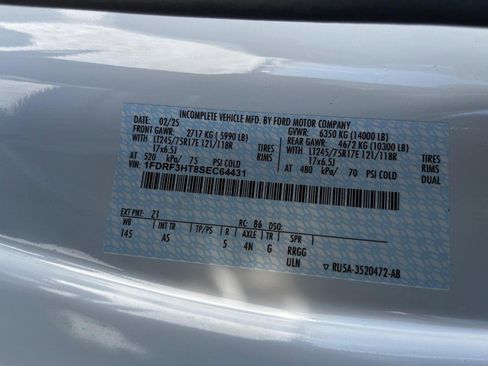 INCOMPLETE VEHICLE MFD. BY FORD MOTOR COMPANY
DATE: 02/25 GVWR: 6350 KG (14000 LB)
FRONT GAWR: 2717 KG (5990 LB) REAR GAWR: 4672 KG (10300 LB)
WITH LT245/75R17E 121/118R TIRES WITH LT245/75R17E 121/118R TIRES
17x6.5J RIMS 17x6.5J RIMS
AT 520 kPa/ 75 PSI COLD AT 480 kPa/ 70 PSI COLD
VIN: 1FDRF3HT8SEC64431
EXT PNT: Z1 RC: 86 DSO:
WB INT TR TP/PS R AXLE TR SPR
145 AS 5 4N G RRGG
ULN RU5A-3520472-AB